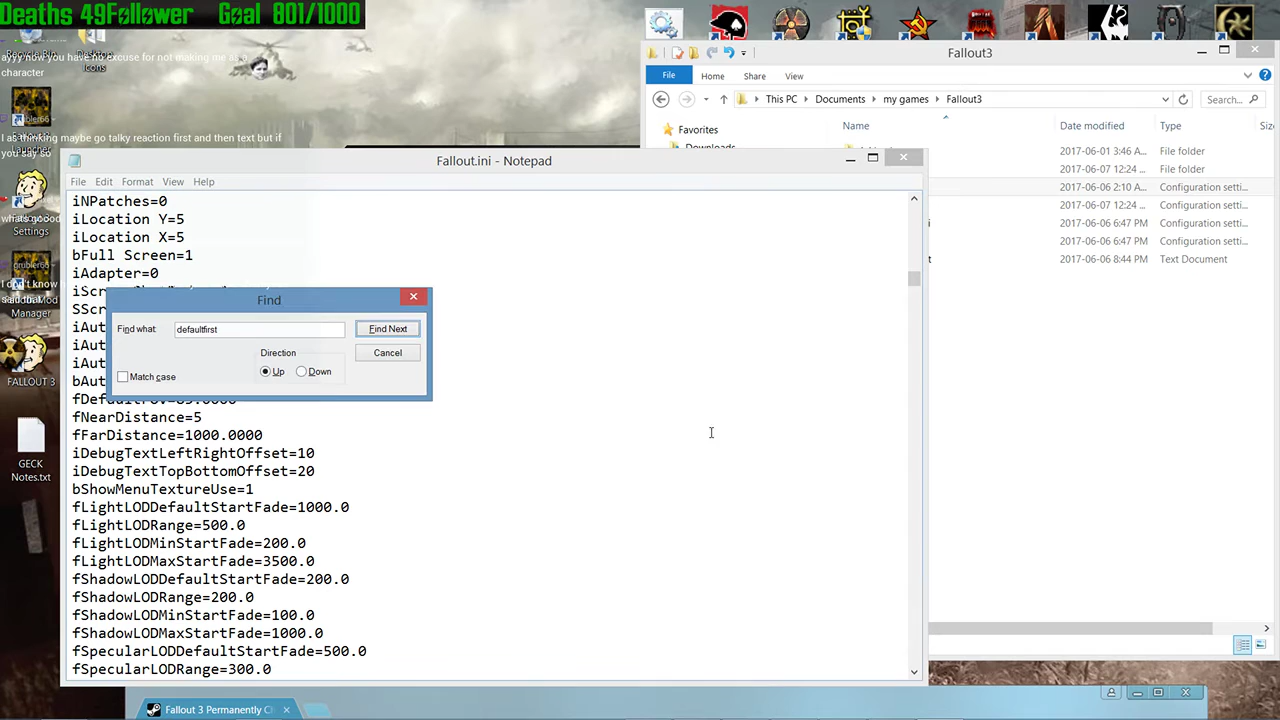 Deaths 49Follower Goal 801/1000
Recycle Bin
Desktop
icons
ayyy now you have no excuse for not making me as a
character
I as thinking maybe go talky reaction first and then text but if
you say so
Settings
Mod
Manager
FALLOUT 3
GECK
Notes.txt
Fallout3
File
Home
Share
View
This PC
Documents
my games
Fallout3
Search...
Favorites
Downloads
Name
Date modified
Type
2017-06-01 3:46 A...
File folder
2017-06-07 12:24 ...
File folder
2017-06-06 2:10 A...
Configuration setti...
2017-06-07 12:24 ...
Configuration setti...
2017-06-06 6:47 PM
Configuration setti...
2017-06-06 6:47 PM
Configuration setti...
2017-06-06 8:44 PM
Text Document
Fallout.ini - Notepad
File Edit Format View Help
iNPatches=0
iLocation Y=5
iLocation X=5
bFull Screen=1
iAdapter=0
Find
Find what:
defaultfirst
Find Next
Cancel
Direction
Up
Down
Match case
fNearDistance=5
fFarDistance=1000.0000
iDebugTextLeftRightOffset=10
iDebugTextTopBottomOffset=20
bShowMenuTextureUse=1
fLightLODDefaultStartFade=1000.0
fLightLODRange=500.0
fLightLODMinStartFade=200.0
fLightLODMaxStartFade=3500.0
fShadowLODDefaultStartFade=200.0
fShadowLODRange=200.0
fShadowLODMinStartFade=100.0
fShadowLODMaxStartFade=1000.0
fSpecularLODDefaultStartFade=500.0
fSpecularLODRange=300.0
Fallout 3 Permanently C